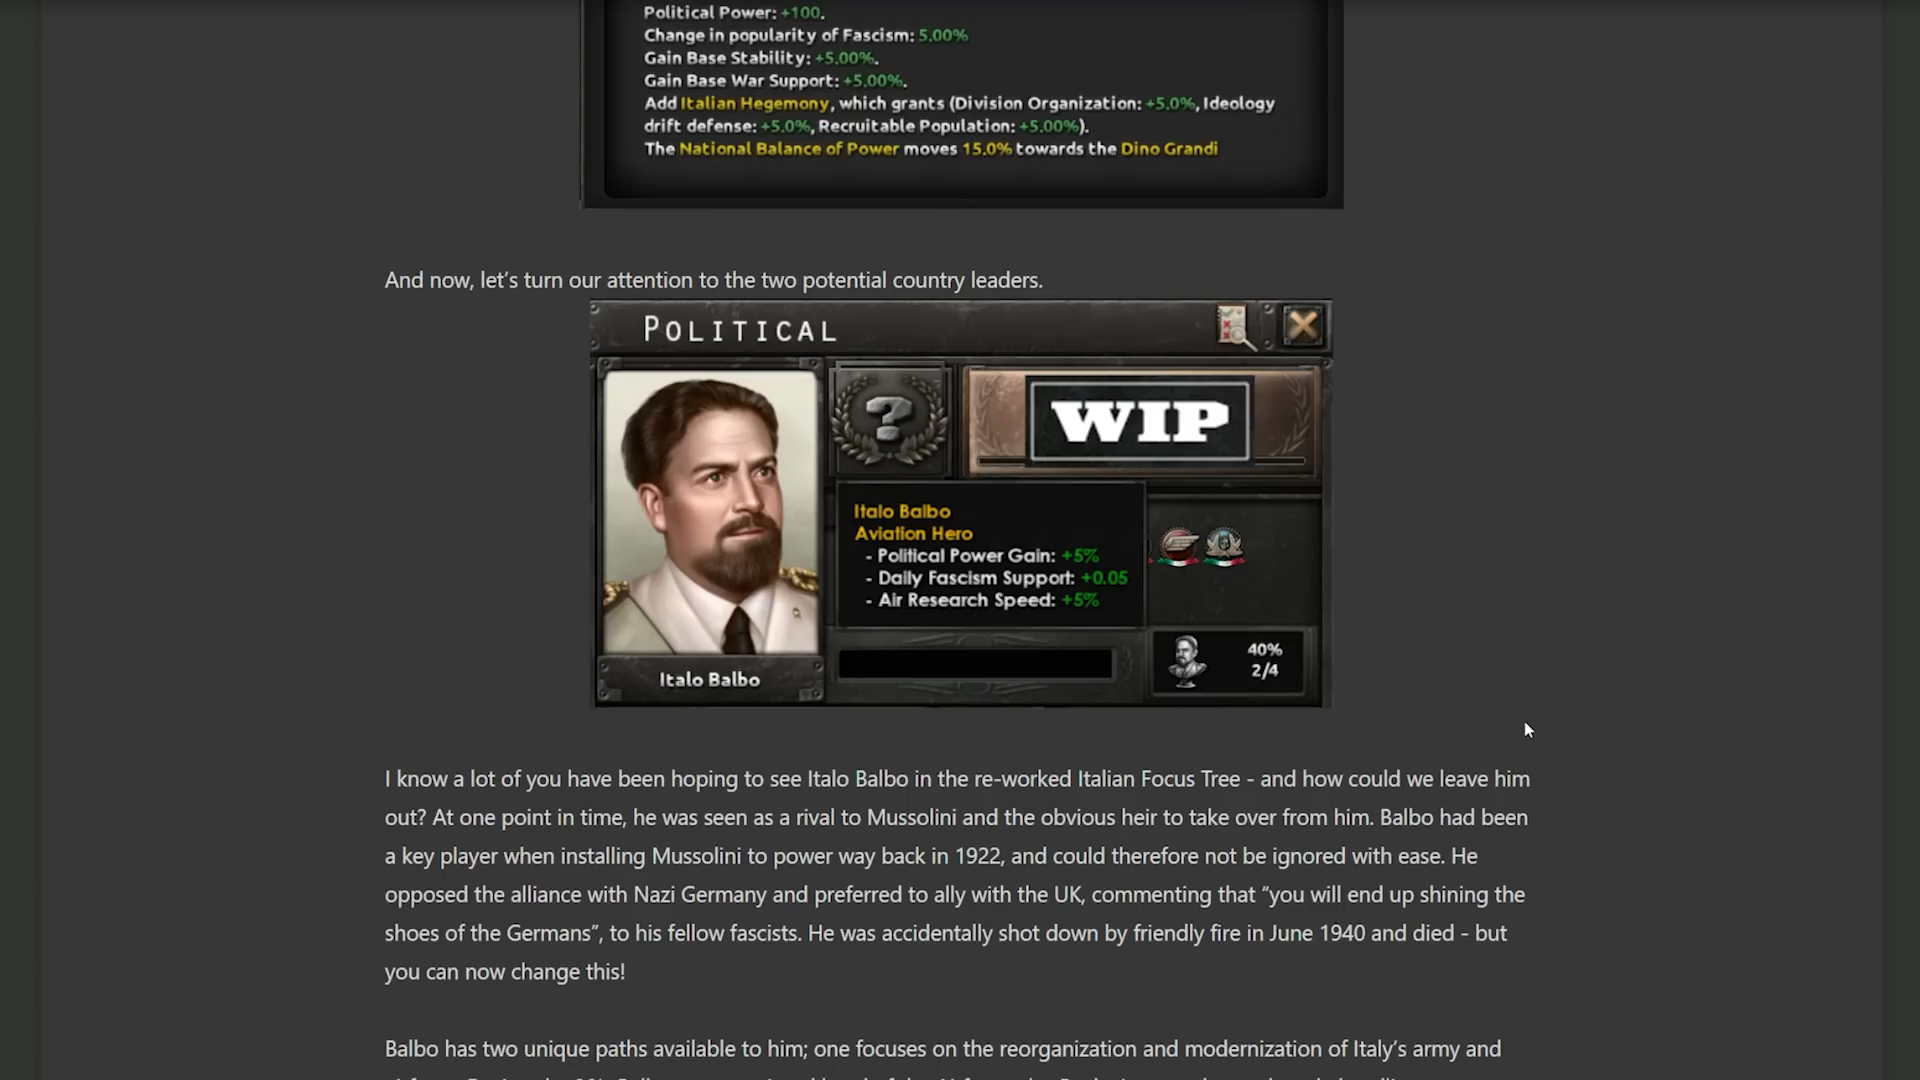 Political Power: +100.
Change in popularity of Fascism: 5.00%
Gain Base Stability: +5.00%.
Gain Base War Support: +5.00%.
Add Italian Hegemony, which grants (Division Organization: +5.0%, Ideology
drift defense: +5.0%, Recruitable Population: +5.00%).
The National Balance of Power moves 15.0% towards the Dino Grandi
And now, let’s turn our attention to the two potential country leaders.
POLITICAL
?
WIP
Italo Balbo
Aviation Hero
- Political Power Gain: +5%
- Daily Fascism Support: +0.05
- Air Research Speed: +5%
40%
2/4
Italo Balbo
I know a lot of you have been hoping to see Italo Balbo in the re-worked Italian Focus Tree - and how could we leave him
out? At one point in time, he was seen as a rival to Mussolini and the obvious heir to take over from him. Balbo had been
a key player when installing Mussolini to power way back in 1922, and could therefore not be ignored with ease. He
opposed the alliance with Nazi Germany and preferred to ally with the UK, commenting that “you will end up shining the
shoes of the Germans”, to his fellow fascists. He was accidentally shot down by friendly fire in June 1940 and died - but
you can now change this!
Balbo has two unique paths available to him; one focuses on the reorganization and modernization of Italy’s army and